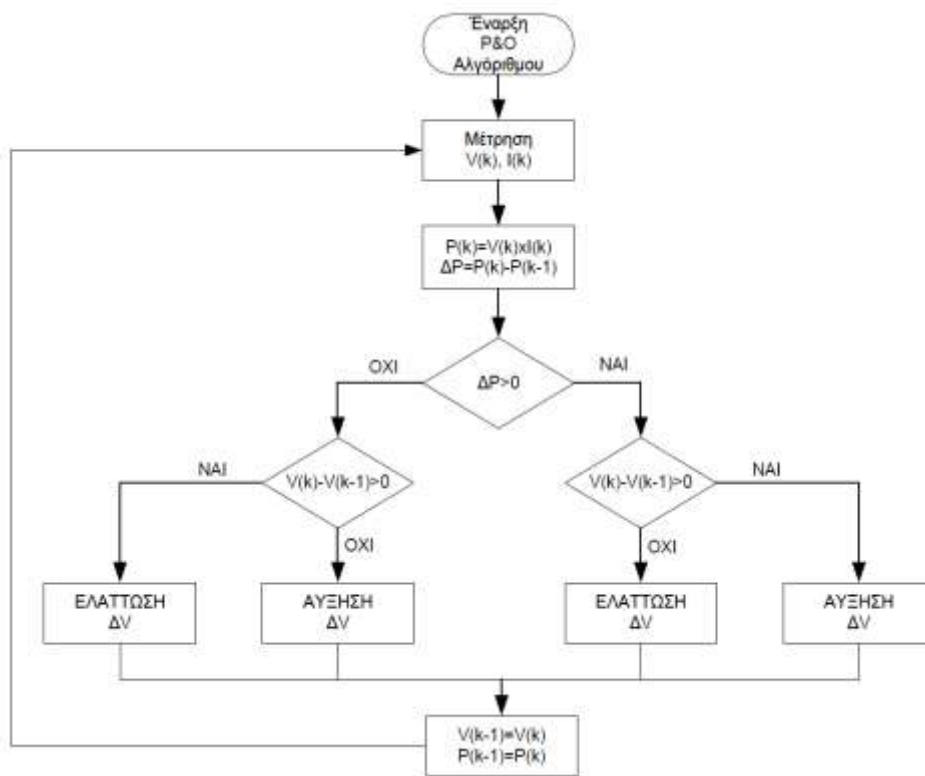 Έναρξη
P&O
Αλγόριθμου
Μέτρηση
V(k), I(k)
P(k)=V(k)xI(k)
ΔP=P(k)-P(k-1)
ΔP>0
ΟΧΙ
ΝΑΙ
V(k)-V(k-1)>0
V(k)-V(k-1)>0
ΝΑΙ
ΟΧΙ
ΟΧΙ
ΝΑΙ
ΕΛΑΤΤΩΣΗ
ΔV
ΑΥΞΗΣΗ
ΔV
ΕΛΑΤΤΩΣΗ
ΔV
ΑΥΞΗΣΗ
ΔV
V(k-1)=V(k)
P(k-1)=P(k)